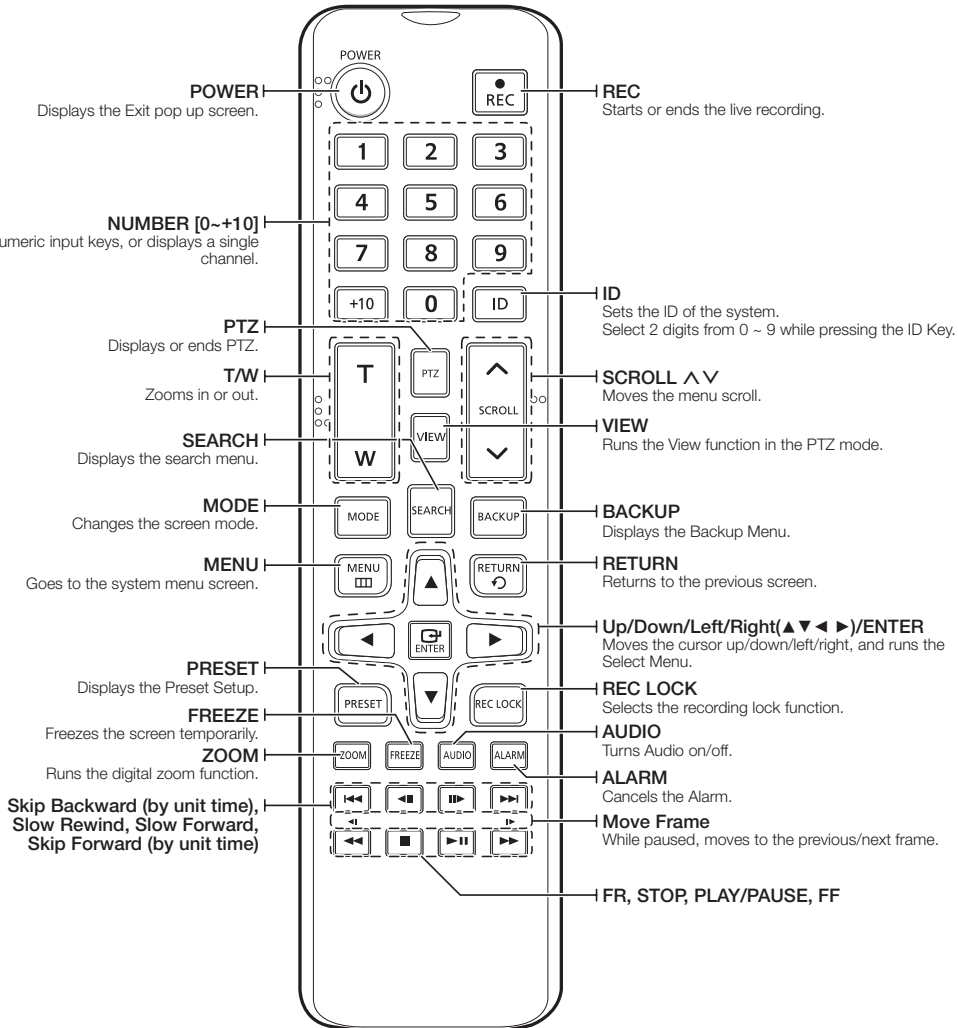 POWER
POWER
Displays the Exit pop up screen.
REC
REC
Starts or ends the live recording.
1 2 3
4 5 6
NUMBER [0~+10]
input keys, or displays a single
channel.
7 8 9
+10 0 ID
ID
Sets the ID of the system.
Select 2 digits from 0 ~ 9 while pressing the ID Key.
PTZ
Displays or ends PTZ.
T/W
Zooms in or out.
T
W
PTZ
SCROLL
SCROLL
Moves the menu scroll.
VIEW
VIEW
Runs the View function in the PTZ mode.
SEARCH
Displays the search menu.
MODE
Changes the screen mode.
MODE
SEARCH
BACKUP
BACKUP
Displays the Backup Menu.
MENU
Goes to the system menu screen.
MENU
RETURN
RETURN
Returns to the previous screen.
ENTER
Up/Down/Left/Right(▲▼◄ ►)/ENTER
Moves the cursor up/down/left/right, and runs the
Select Menu.
PRESET
Displays the Preset Setup.
PRESET
REC LOCK
REC LOCK
Selects the recording lock function.
FREEZE
Freezes the screen temporarily.
AUDIO
Turns Audio on/off.
ZOOM
Runs the digital zoom function.
ZOOM FREEZE AUDIO ALARM
ALARM
Cancels the Alarm.
Skip Backward (by unit time),
Slow Rewind, Slow Forward,
Skip Forward (by unit time)
Move Frame
While paused, moves to the previous/next frame.
FR, STOP, PLAY/PAUSE, FF